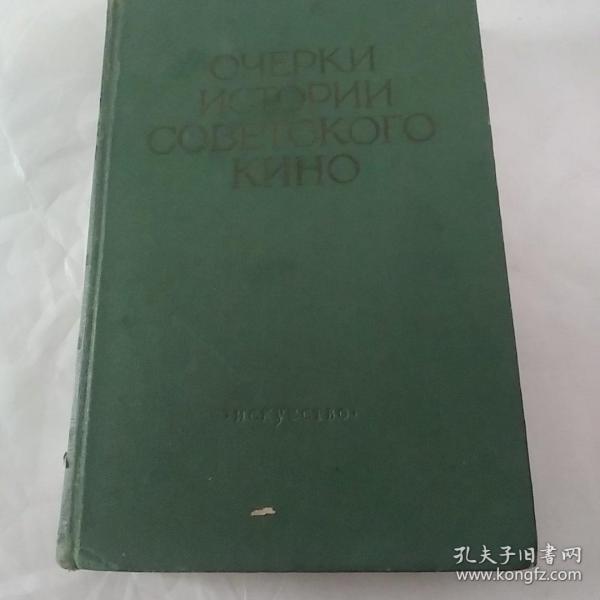 ОЧЕРКИ
ИСТОРИИ
СОВЕТСКОГО
КИНО
·искусство·
孔夫子旧书网
www.kongfz.com